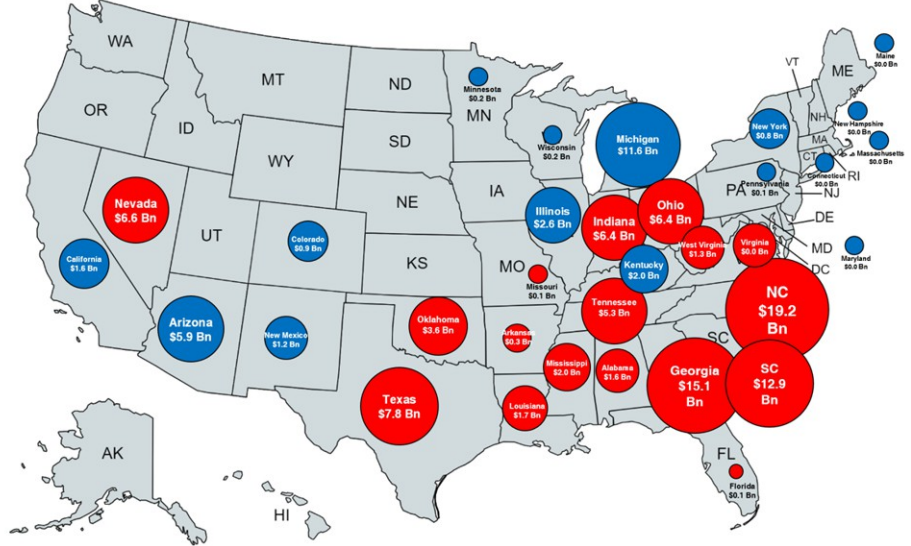 WA
MT
ND
MN
Minnesota
$0.2 Bn
Maine
$0.0 Bn
VT
ME
OR
ID
SD
Wisconsin
$0.2 Bn
Michigan
$11.6 Bn
New York
$0.8 Bn
NH
New Hampshire
$0.0 Bn
MA
Massachusetts
$0.0 Bn
CT
Connecticut
$0.0 Bn
RI
WY
IA
PA
Pennsylvania
$0.1 Bn
NJ
Nevada
$6.6 Bn
NE
Illinois
$2.6 Bn
Indiana
$6.4 Bn
Ohio
$6.4 Bn
DE
UT
Colorado
$0.9 Bn
California
$1.6 Bn
KS
MO
Missouri
$0.1 Bn
Kentucky
$2.0 Bn
West Virginia
$1.3 Bn
Virginia
$0.0 Bn
MD
Maryland
$0.0 Bn
DC
Arizona
$5.9 Bn
New Mexico
$1.2 Bn
Oklahoma
$3.6 Bn
Arkansas
$0.3 Bn
Tennessee
$5.3 Bn
NC
$19.2
Bn
SC
Mississippi
$2.0 Bn
Alabama
$1.6 Bn
Georgia
$15.1
Bn
SC
$12.9
Bn
Texas
$7.8 Bn
Louisiana
$1.7 Bn
AK
HI
FL
Florida
$0.1 Bn